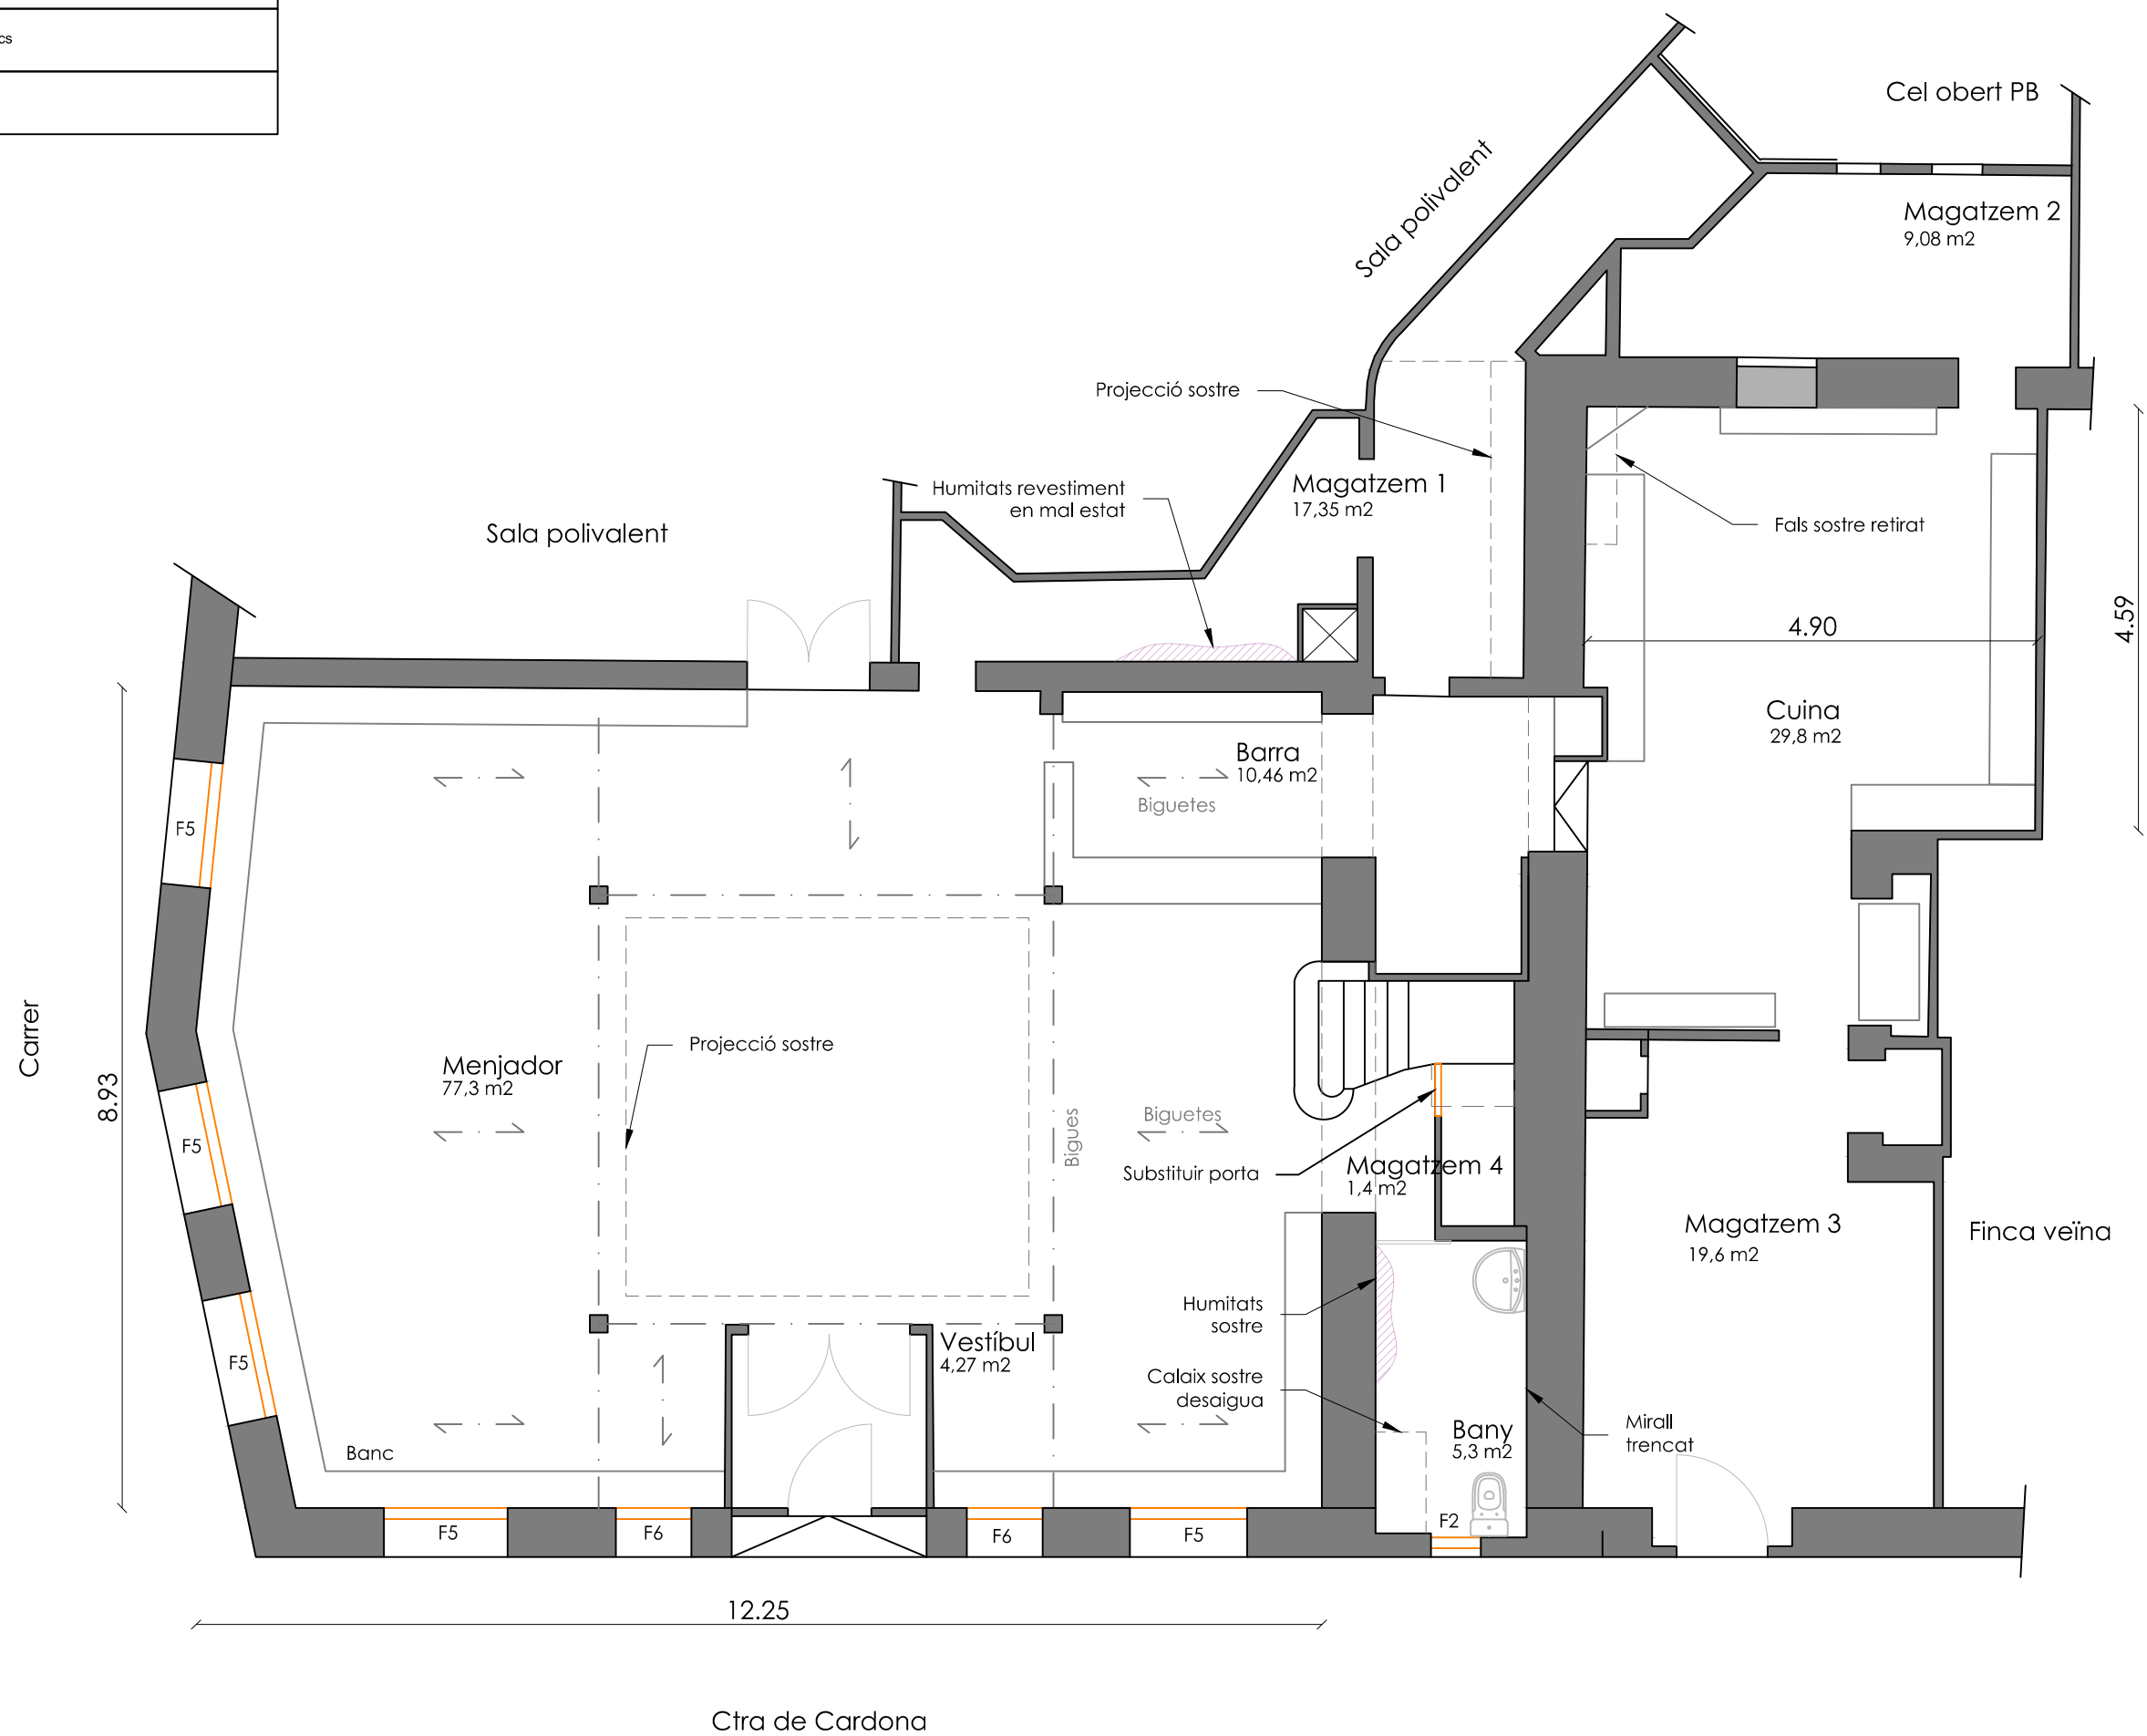 cs
Cel obert PB
Sala polivalent
Magatzem 2
9,08 m2
Projecció sostre
Humitats revestiment
en mal estat
Magatzem 1
17,35 m2
Fals sostre retirat
Sala polivalent
4.90
4.59
Cuina
29,8 m2
Barra
10,46 m2
Biguetes
F5
Carrer
8.93
Menjador
77,3 m2
Projecció sostre
Bigues
Biguetes
Substituir porta
Magatzem 4
1,4 m2
F5
Magatzem 3
19,6 m2
Finca veïna
Humitats
sostre
Vestíbul
4,27 m2
F5
Calaix sostre
desaigua
Bany
5,3 m2
Mirall
trencat
Banc
F5
F6
F6
F5
F2
12.25
Ctra de Cardona